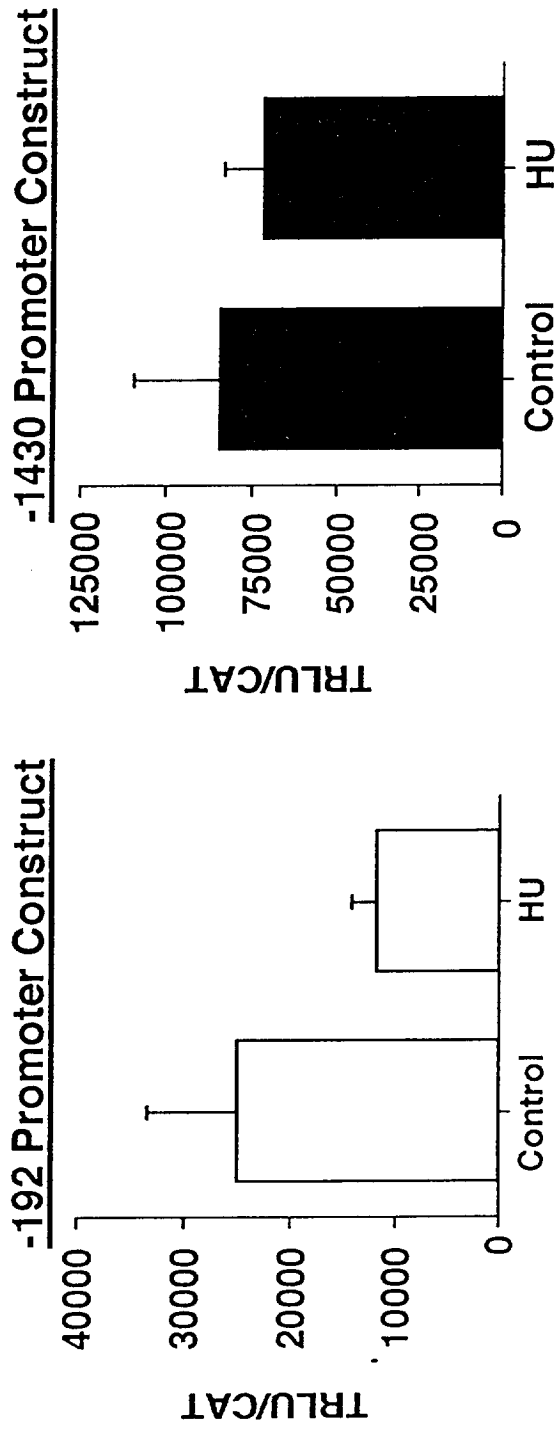 -192 Promoter Construct
TRLU/CAT
40000
30000
20000
10000
0
Control
HU
-1430 Promoter Construct
TRLU/CAT
125000
100000
75000
50000
25000
0
Control
HU